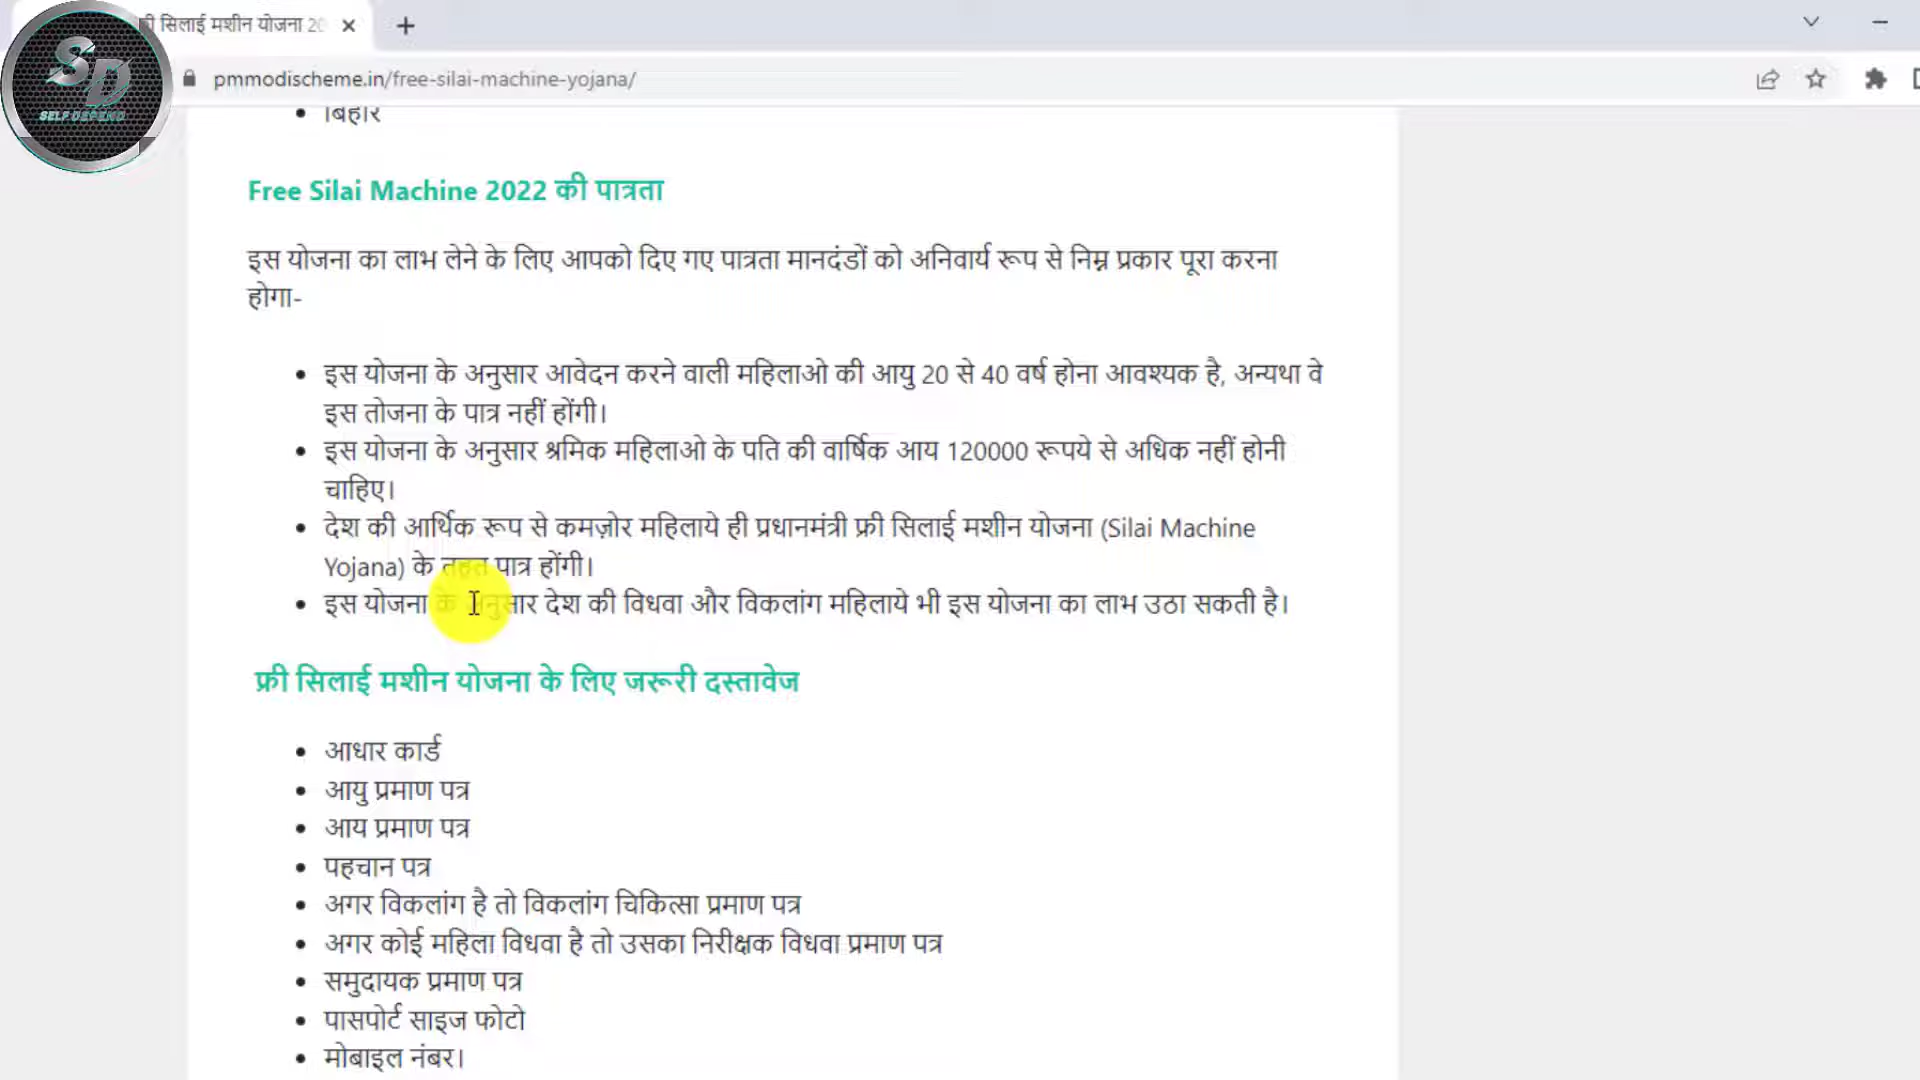 सिलाई मशीन योजना 20
SD
SELF DEPEND
pmmodischeme.in/free-silai-machine-yojana/
बिहार
Free Silai Machine 2022 की पात्रता
इस योजना का लाभ लेने के लिए आपको दिए गए पात्रता मानदंडों को अनिवार्य रूप से निम्न प्रकार पूरा करना
होगा-
इस योजना के अनुसार आवेदन करने वाली महिलाओ की आयु 20 से 40 वर्ष होना आवश्यक है, अन्यथा वे
इस तोजना के पात्र नहीं होंगी।
इस योजना के अनुसार श्रमिक महिलाओ के पति की वार्षिक आय 120000 रूपये से अधिक नहीं होनी
चाहिए।
देश की आर्थिक रूप से कमज़ोर महिलाये ही प्रधानमंत्री फ्री सिलाई मशीन योजना (Silai Machine
Yojana) के तहत पात्र होंगी।
इस योजना के अनुसार देश की विधवा और विकलांग महिलाये भी इस योजना का लाभ उठा सकती है।
फ्री सिलाई मशीन योजना के लिए जरूरी दस्तावेज
आधार कार्ड
आयु प्रमाण पत्र
आय प्रमाण पत्र
पहचान पत्र
अगर विकलांग है तो विकलांग चिकित्सा प्रमाण पत्र
अगर कोई महिला विधवा है तो उसका निरीक्षक विधवा प्रमाण पत्र
समुदायक प्रमाण पत्र
पासपोर्ट साइज फोटो
मोबाइल नंबर।